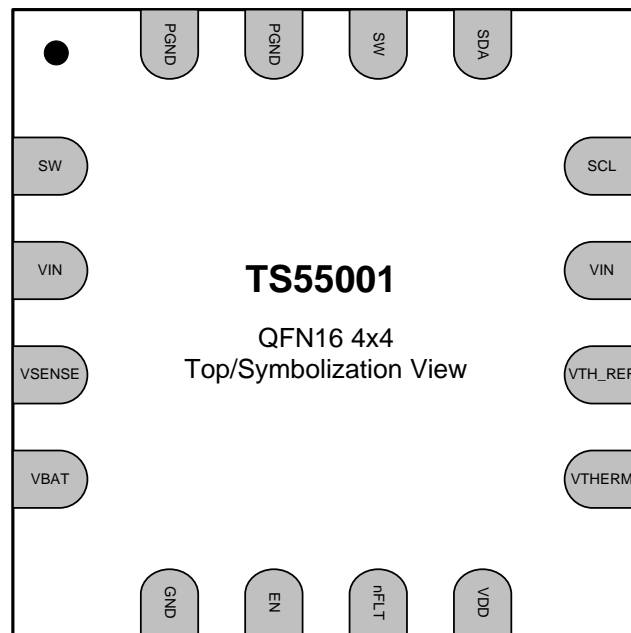 PGND
PGND
SW
SDA
SW
SCL
VIN
VIN
TS55001
QFN16 4x4
Top/Symbolization View
VSENSE
VTH_REF
VBAT
VTHERM
GND
EN
nFLT
VDD